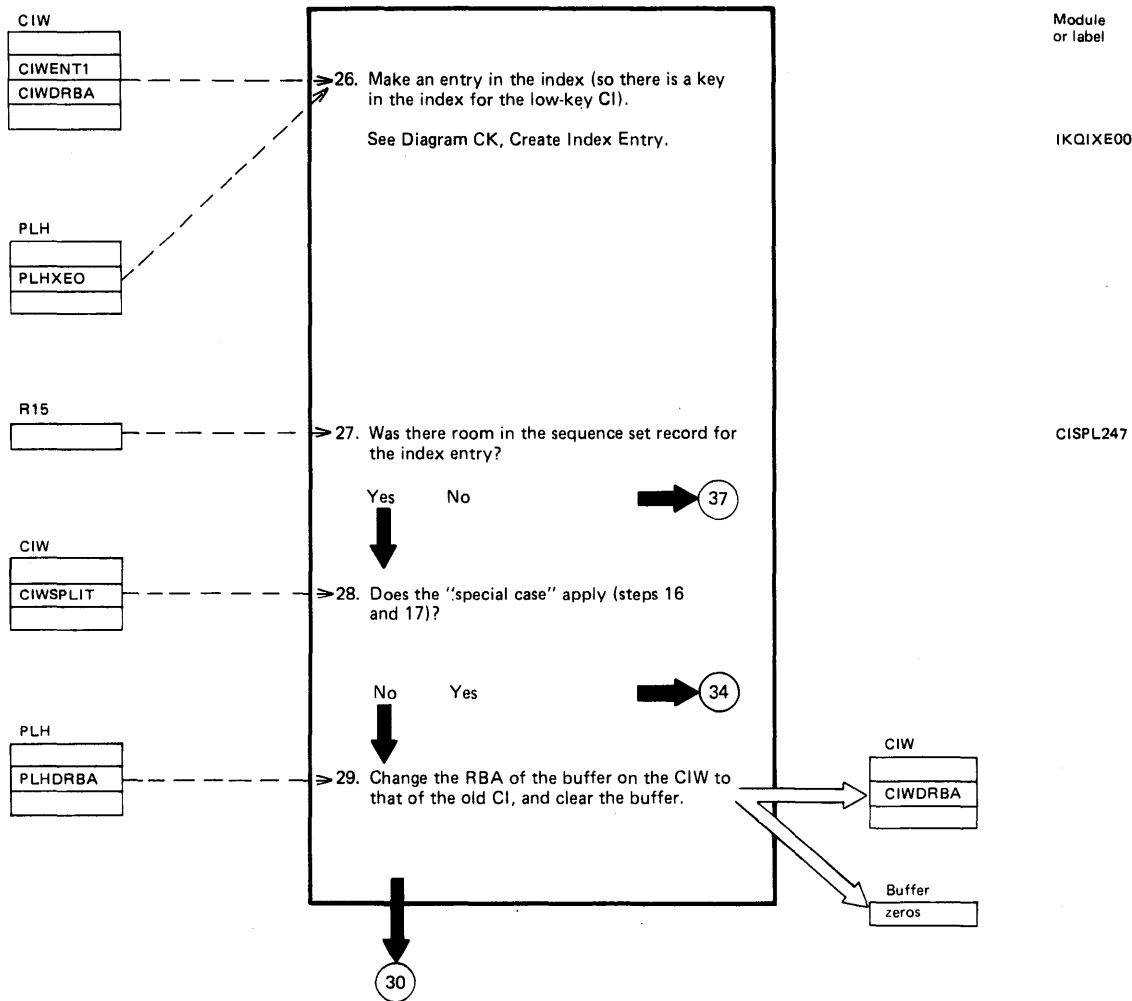 CIW
Module
or label
CIWENT1
CIWDRBA
26. Make an entry in the index (so there is a key
in the index for the low-key CI).
See Diagram CK, Create Index Entry.
IKQIXE00
PLH
PLHXEO
R15
27. Was there room in the sequence set record for
the index entry?
CISPL247
Yes No
37
CIW
CIWSPLIT
28. Does the "special case" apply (steps 16
and 17)?
No Yes
34
PLH
PLHDRBA
29. Change the RBA of the buffer on the CIW to
that of the old CI, and clear the buffer.
CIW
CIWDRBA
Buffer
zeros
30